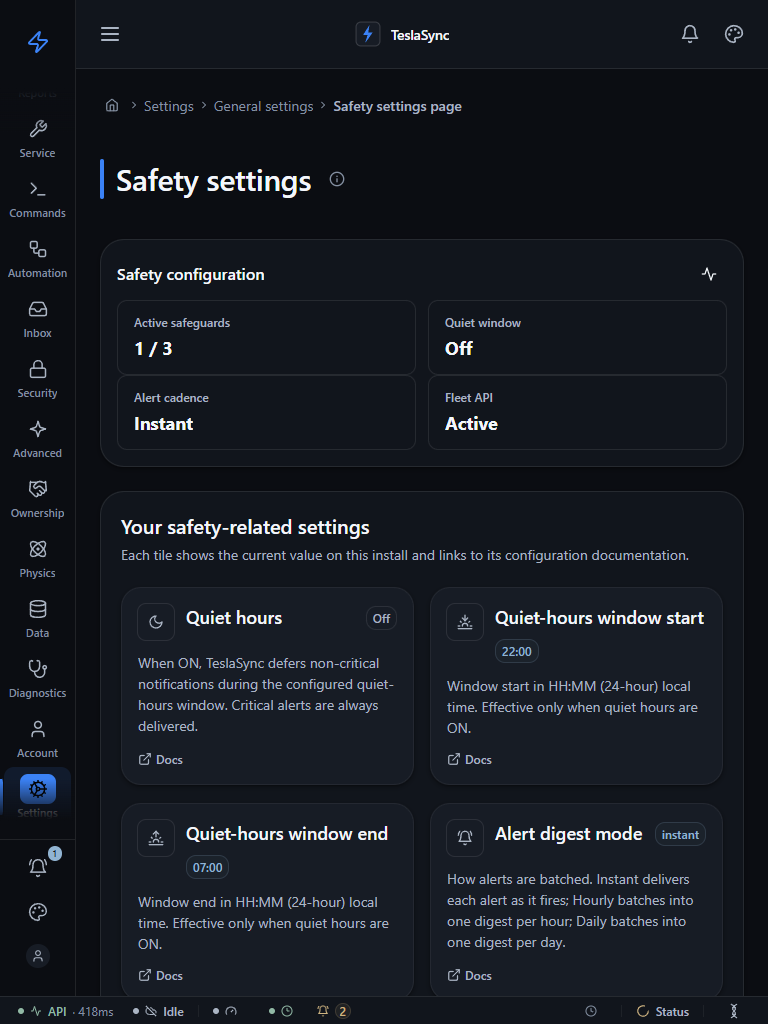 TeslaSync
Reports
Service
Commands
Automation
Inbox
Security
Advanced
Ownership
Physics
Data
Diagnostics
Account
Settings
1
Settings
General settings
Safety settings page
Safety settings
Safety configuration
Active safeguards
1 / 3
Quiet window
Off
Alert cadence
Instant
Fleet API
Active
Your safety-related settings
Each tile shows the current value on this install and links to its configuration documentation.
Quiet hours
Off
When ON, TeslaSync defers non-critical
notifications during the configured quiet-
hours window. Critical alerts are always
delivered.
Docs
Quiet-hours window start
22:00
Window start in HH:MM (24-hour) local
time. Effective only when quiet hours are
ON.
Docs
Quiet-hours window end
07:00
Window end in HH:MM (24-hour) local
time. Effective only when quiet hours are
ON.
Docs
Alert digest mode
instant
How alerts are batched. Instant delivers
each alert as it fires; Hourly batches into
one digest per hour; Daily batches into
one digest per day.
Docs
API · 418ms
Idle
2
Status